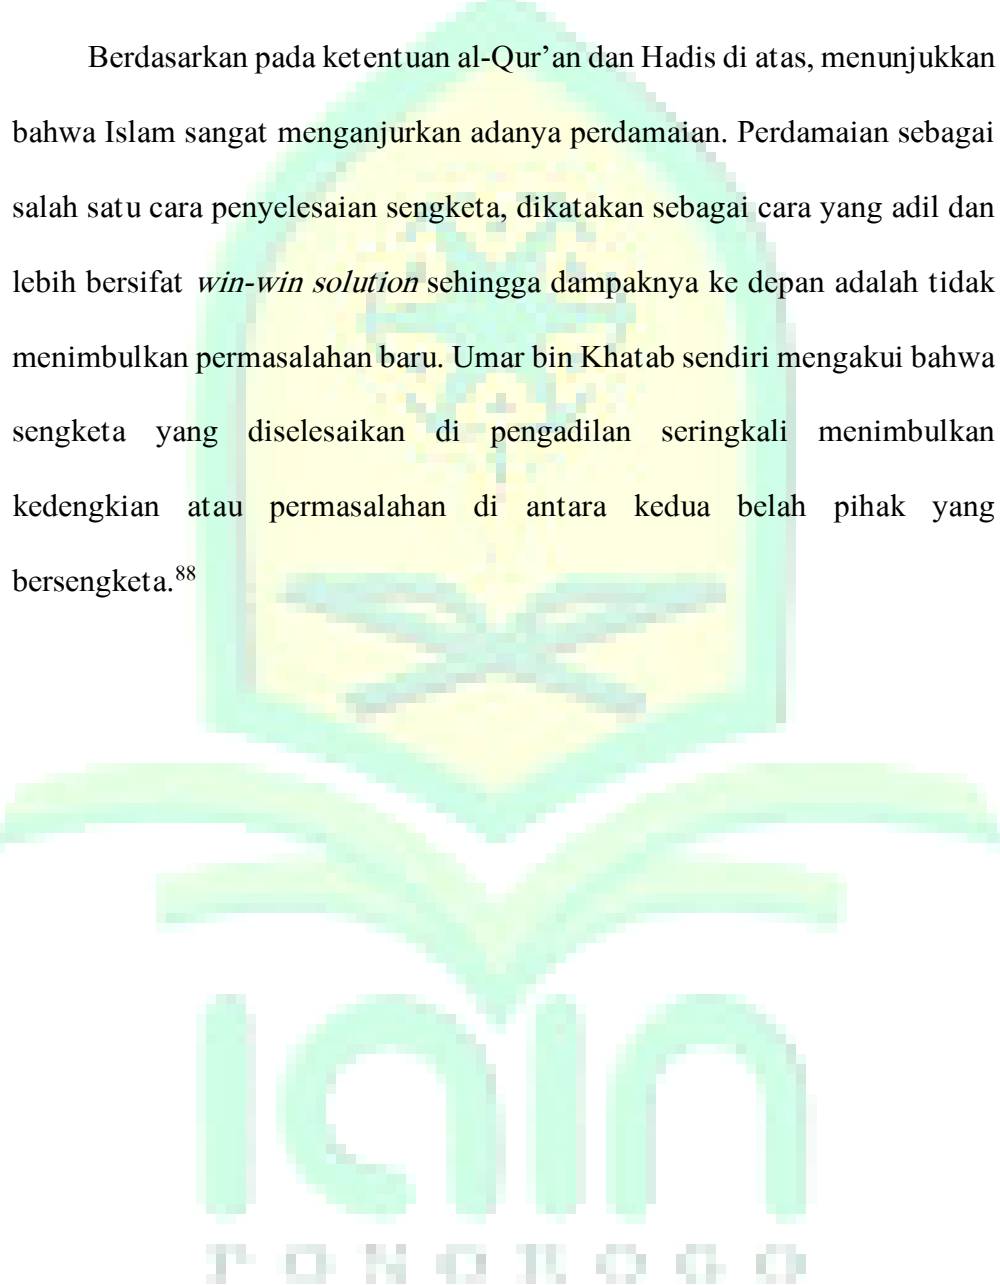 Berdasarkan pada ketentuan al-Qur’an dan Hadis di atas, menunjukkan
bahwa Islam sangat menganjurkan adanya perdamaian. Perdamaian sebagai
salah satu cara penyelesaian sengketa, dikatakan sebagai cara yang adil dan
lebih bersifat win-win solution sehingga dampaknya ke depan adalah tidak
menimbulkan permasalahan baru. Umar bin Khatab sendiri mengakui bahwa
sengketa yang diselesaikan di pengadilan seringkali menimbulkan
kedengkian atau permasalahan di antara kedua belah pihak yang
bersengketa.88
iain
PONOROGO